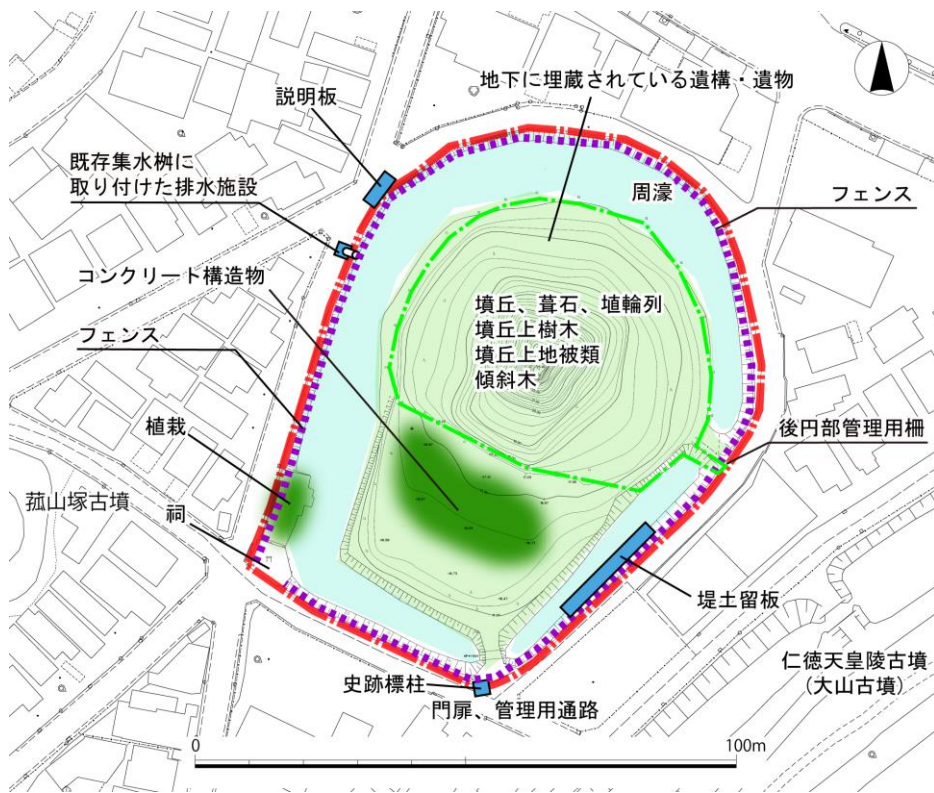 地下に埋蔵されている遺構・遺物
説明板
既存集水桝に
取り付けた排水施設
周濠
フェンス
コンクリート構造物
墳丘、葺石、埴輪列
墳丘上樹木
墳丘上地被類
傾斜木
フェンス
植栽
後円部管理用柵
菰山塚古墳
祠
堤土留板
仁徳天皇陵古墳
(大山古墳)
史跡標柱
門扉、管理用通路
0
100m